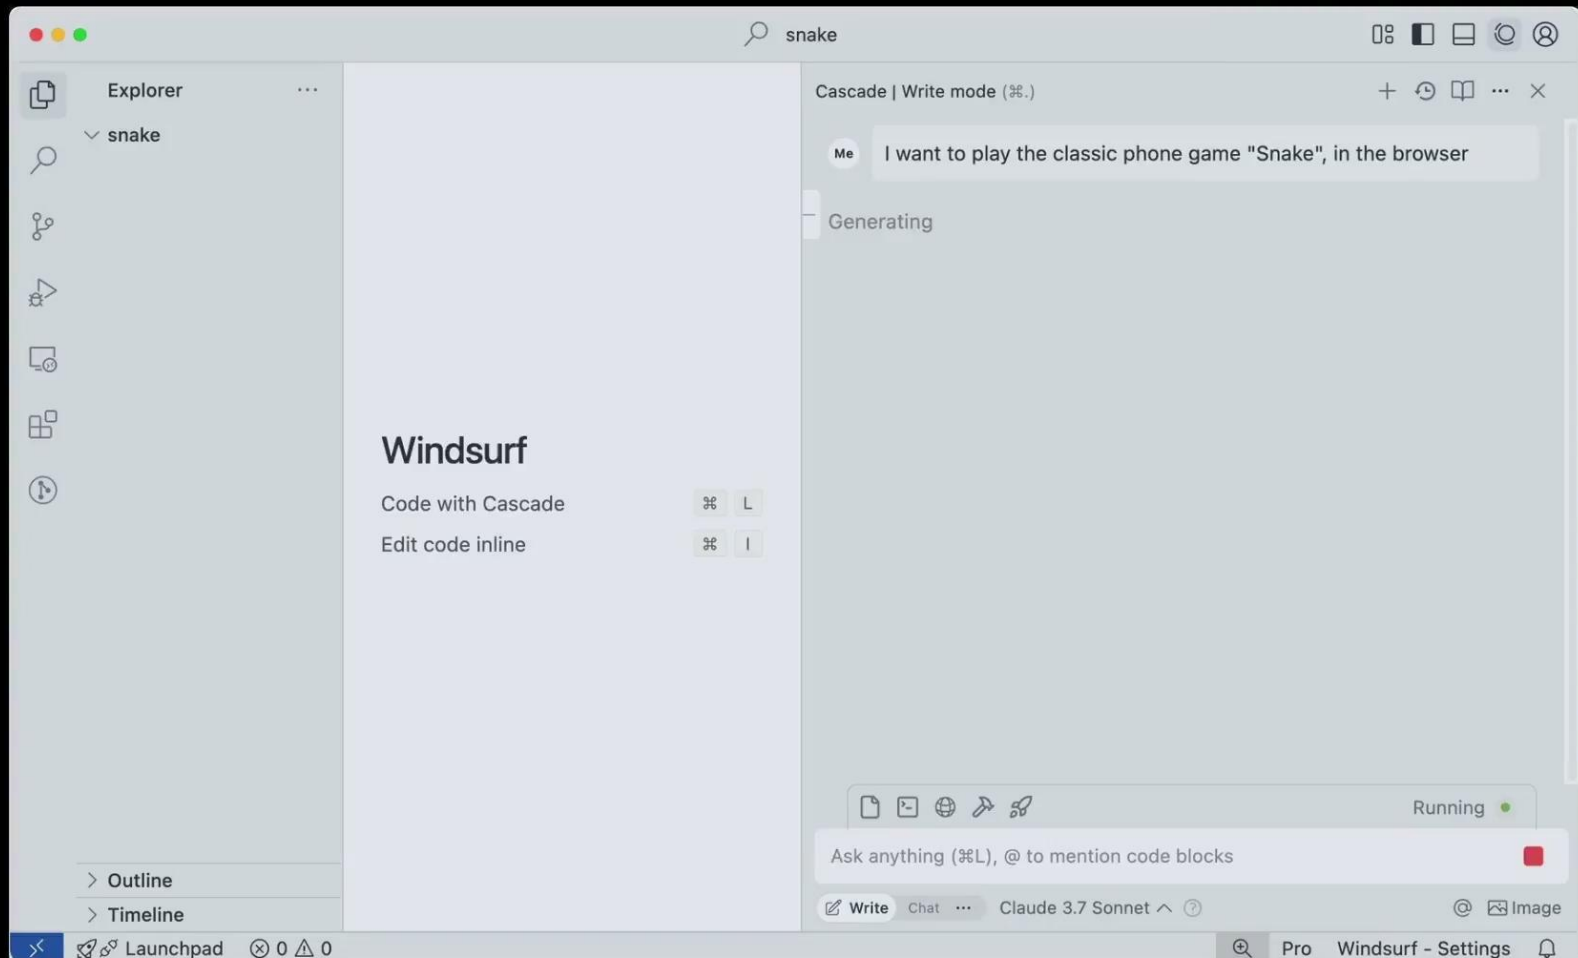 snake
Explorer
snake
Windsurf
Code with Cascade ⌘ L
Edit code inline ⌘ I
Cascade | Write mode (⌘.)
Me
I want to play the classic phone game "Snake", in the browser
Generating
Running
Ask anything (⌘L), @ to mention code blocks
Write Chat ... Claude 3.7 Sonnet
@ Image
Outline
Timeline
Launchpad 0 0
Pro Windsurf - Settings